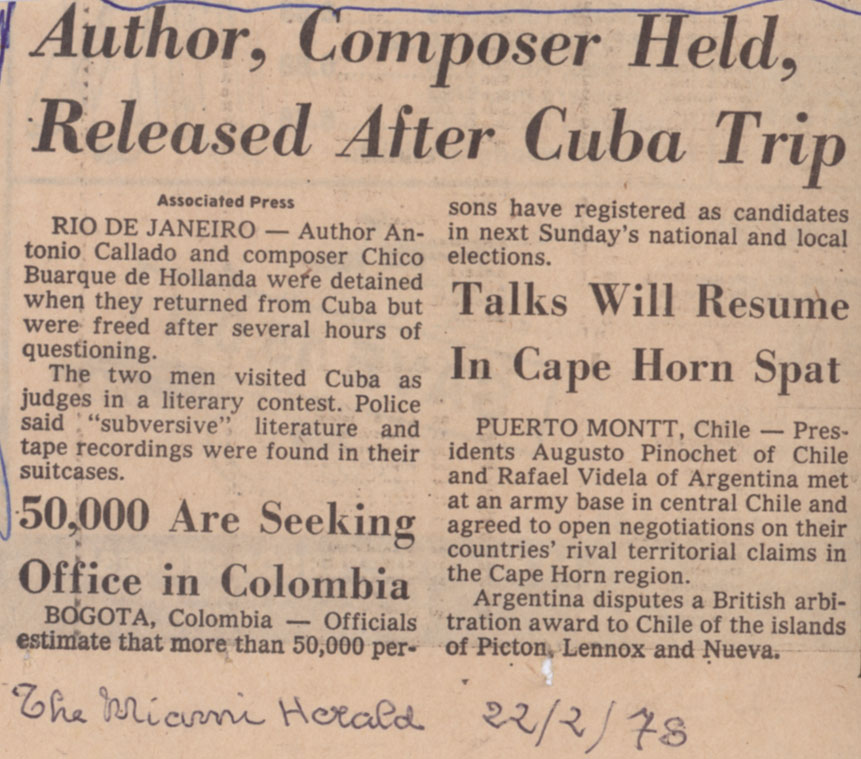 Author, Composer Held,
Released After Cuba Trip
Associated Press
RIO DE JANEIRO — Author An-
tonio Callado and composer Chico
Buarque de Hollanda were detained
when they returned from Cuba but
were freed after several hours of
questioning.
The two men visited Cuba as
judges in a literary contest. Police
said "subversive" literature and
tape recordings were found in their
suitcases.
50,000 Are Seeking
Office in Colombia
BOGOTA, Colombia — Officials
estimate that more than 50,000 per-
sons have registered as candidates
in next Sunday's national and local
elections.
Talks Will Resume
In Cape Horn Spat
PUERTO MONTT, Chile — Pres-
idents Augusto Pinochet of Chile
and Rafael Videla of Argentina met
at an army base in central Chile and
agreed to open negotiations on their
countries' rival territorial claims in
the Cape Horn region.
Argentina disputes a British arbi-
tration award to Chile of the islands
of Picton, Lennox and Nueva.
The Miami Herald 22/2/78